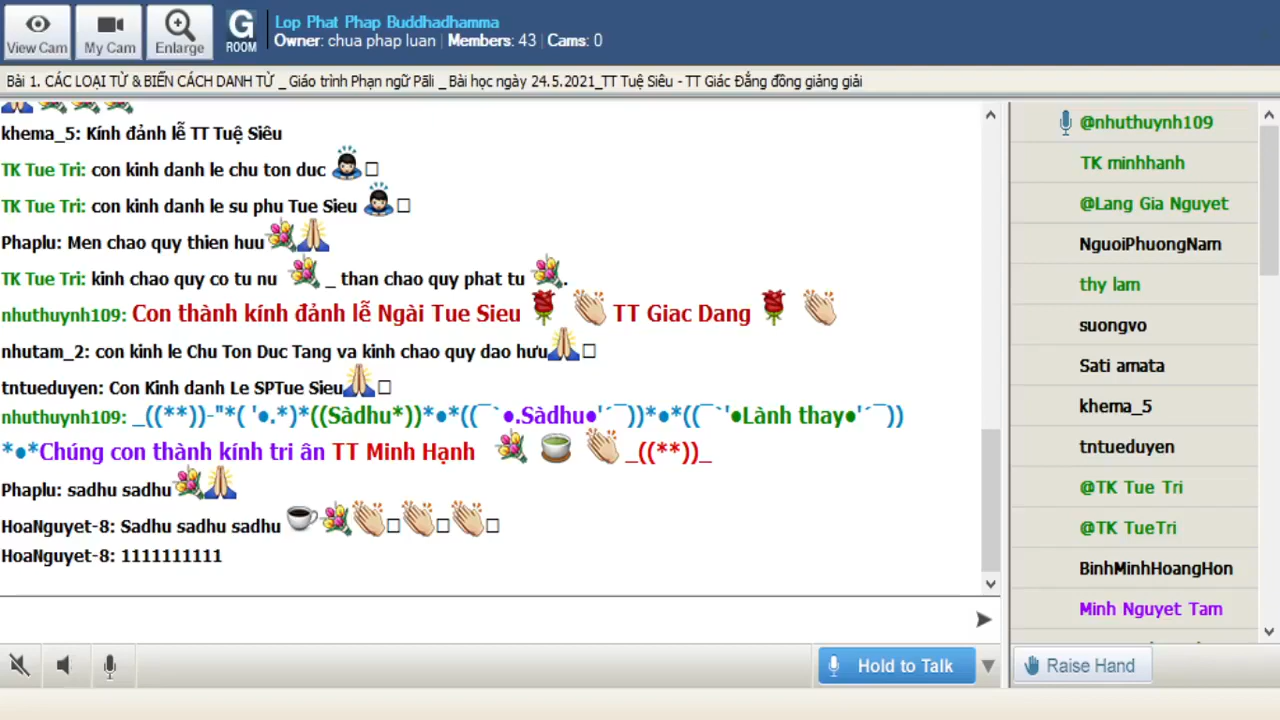 View Cam
My Cam
Enlarge
G
ROOM
Lop Phat Phap Buddhadhamma
Owner: chua phap luan | Members: 43 | Cams: 0
Bài 1. CÁC LOẠI TỪ & BIẾN CÁCH DANH TỪ _Giáo trình Phạn ngữ Pāli _Bài học ngày 24.5.2021_TT Tuệ Siêu - TT Giác Đẳng đồng giảng giải
khema_5: Kính đảnh lễ TT Tuệ Siêu
TK Tue Tri: con kinh danh le chu ton duc
TK Tue Tri: con kinh danh le su phu Tue Sieu
Phaplu: Men chao quy thien huu
TK Tue Tri: kinh chao quy co tu nu _ than chao quy phat tu .
nhuthuynh109: Con thành kính đảnh lễ Ngài Tue Sieu TT Giac Dang
nhutam_2: con kinh le Chu Ton Duc Tang va kinh chao quy dao hưu
tntueduyen: Con Kinh danh Le SPTue Sieu
nhuthuynh109: _((**))-"*( '●.*)*((Sàdhu*))*●*((¯`●.Sàdhu●'´¯))*●*((¯`'●Lành thay●'´¯))
*●*Chúng con thành kính tri ân TT Minh Hạnh _((**))_
Phaplu: sadhu sadhu
HoaNguyet-8: Sadhu sadhu sadhu
HoaNguyet-8: 1111111111
Hold to Talk
@nhuthuynh109
TK minhhanh
@Lang Gia Nguyet
NguoiPhuongNam
thy lam
suongvo
Sati amata
khema_5
tntueduyen
@TK Tue Tri
@TK TueTri
BinhMinhHoangHon
Minh Nguyet Tam
Raise Hand